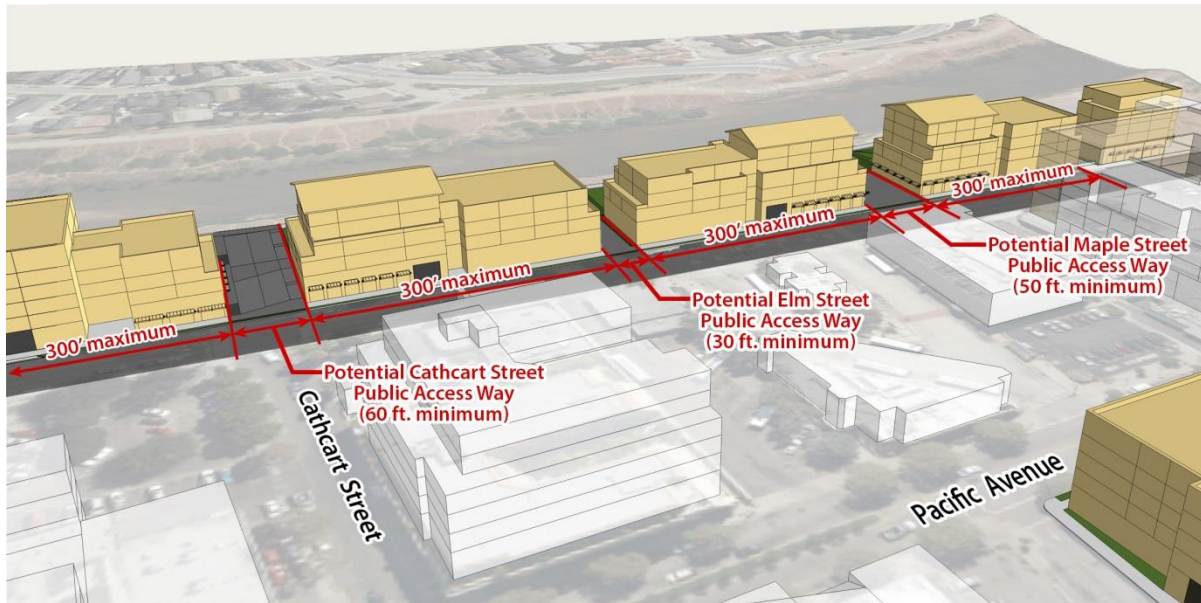 300' maximum
Potential Cathcart Street
Public Access Way
(60 ft. minimum)
300' maximum
Potential Elm Street
Public Access Way
(30 ft. minimum)
300' maximum
Potential Maple Street
Public Access Way
(50 ft. minimum)
300' maximum
Cathcart Street
Pacific Avenue